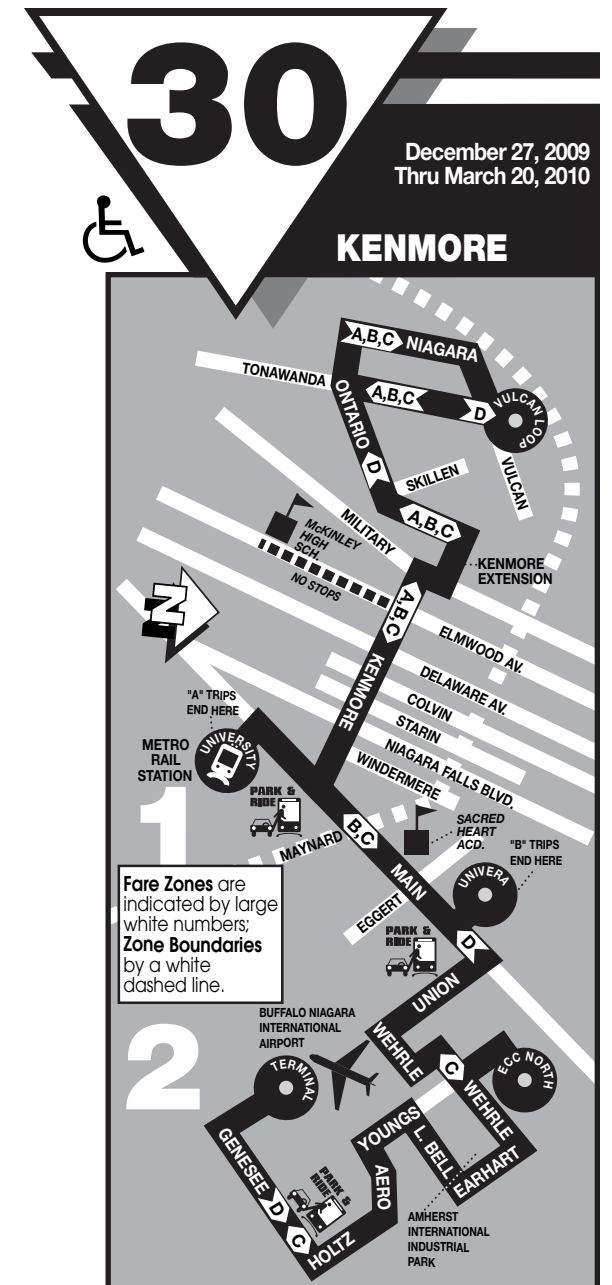 30
December 27, 2009
Thru March 20, 2010
KENMORE
A,B,C
NIAGARA
TONAWANDA
A,B,C
D
VULCAN LOOP
ONTARIO
D
SKILLEN
VULCAN
A,B,C
MILITARY
McKINLEY
HIGH
SCH.
NO STOPS
KENMORE
EXTENSION
A,B,C
N
ELMWOOD AV.
KENMORE
DELAWARE AV.
COLVIN
STARIN
NIAGARA FALLS BLVD.
WINDERMERE
"A" TRIPS
END HERE
UNIVERSITY
METRO
RAIL
STATION
PARK &
RIDE
1
MAYNARD
B,C
SACRED
HEART
ACD.
"B" TRIPS
END HERE
MAIN
UNIVERA
Fare Zones are
indicated by large
white numbers;
Zone Boundaries
by a white
dashed line.
EGGERT
PARK &
RIDE
D
UNION
2
BUFFALO NIAGARA
INTERNATIONAL
AIRPORT
WEHRLE
TERMINAL
C
ECC NORTH
WEHRLE
YOUNGS
L. BELL
EARHART
GENESEE
AERO
PARK &
RIDE
D
C
HOLTZ
AMHERST
INTERNATIONAL
INDUSTRIAL
PARK